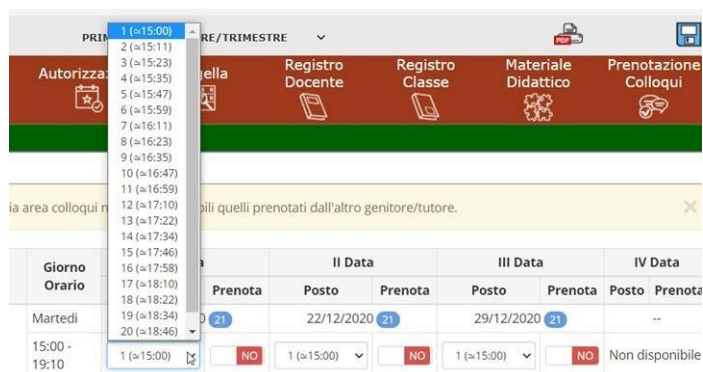 PRIM
RE/TRIMESTRE
PDF
Autorizza
ella
Registro
Docente
Registro
Classe
Materiale
Didattico
Prenotazione
Colloqui
1 (≃15:00)
2 (≃15:11)
3 (≃15:23)
4 (≃15:35)
5 (≃15:47)
6 (≃15:59)
7 (≃16:11)
8 (≃16:23)
9 (≃16:35)
10 (≃16:47)
11 (≃16:59)
12 (≃17:10)
13 (≃17:22)
14 (≃17:34)
15 (≃17:46)
16 (≃17:58)
17 (≃18:10)
18 (≃18:22)
19 (≃18:34)
20 (≃18:46)
ia area colloqui n
bili quelli prenotati dall'altro genitore/tutore.
×
Giorno
Orario
II Data
III Data
IV Data
Prenota
Posto
Prenota
Posto
Prenota
Posto
Prenota
Martedì
21
22/12/2020 21
29/12/2020 21
--
15:00 -
19:10
1 (≃15:00)
NO
1 (≃15:00)
NO
1 (≃15:00)
NO
Non disponibile